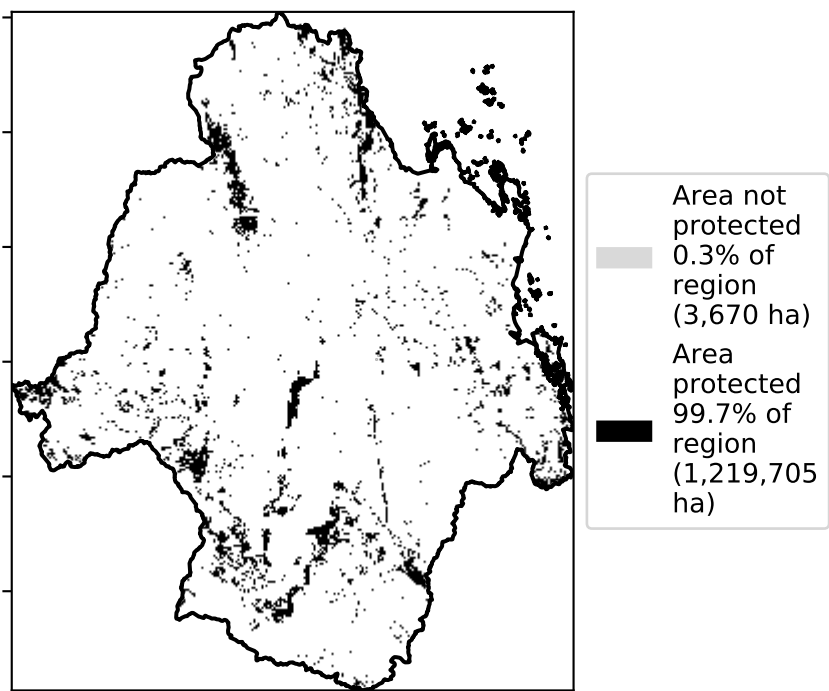 Area not
protected
0.3% of
region
(3,670 ha)
Area
protected
99.7% of
region
(1,219,705
ha)